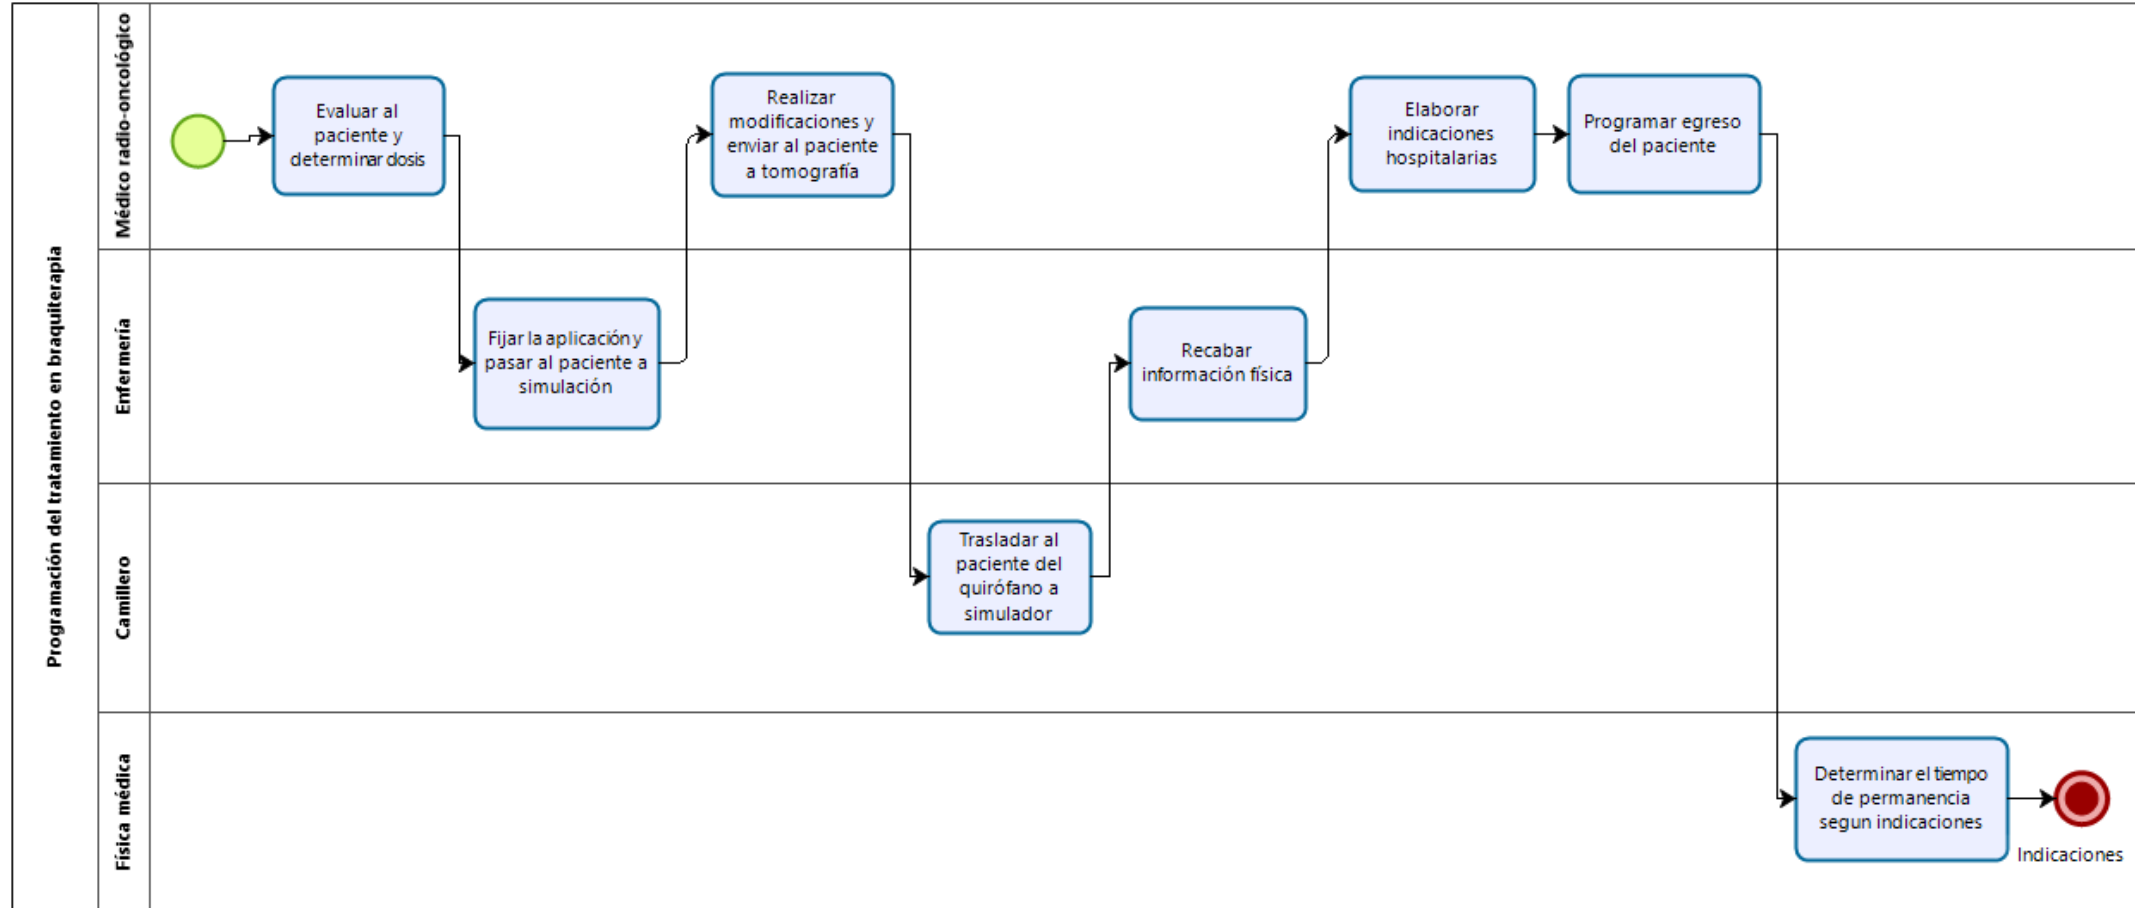 Programación del tratamiento en braquiterapia
Médico radio-oncológico
Evaluar al
paciente y
determinar dosis
Realizar
modificaciones y
enviar al paciente
a tomografía
Elaborar
indicaciones
hospitalarias
Programar egreso
del paciente
Enfermería
Fijar la aplicación y
pasar al paciente a
simulación
Recabar
información física
Camillero
Trasladar al
paciente del
quirófano a
simulador
Física médica
Determinar el tiempo
de permanencia
segun indicaciones
Indicaciones